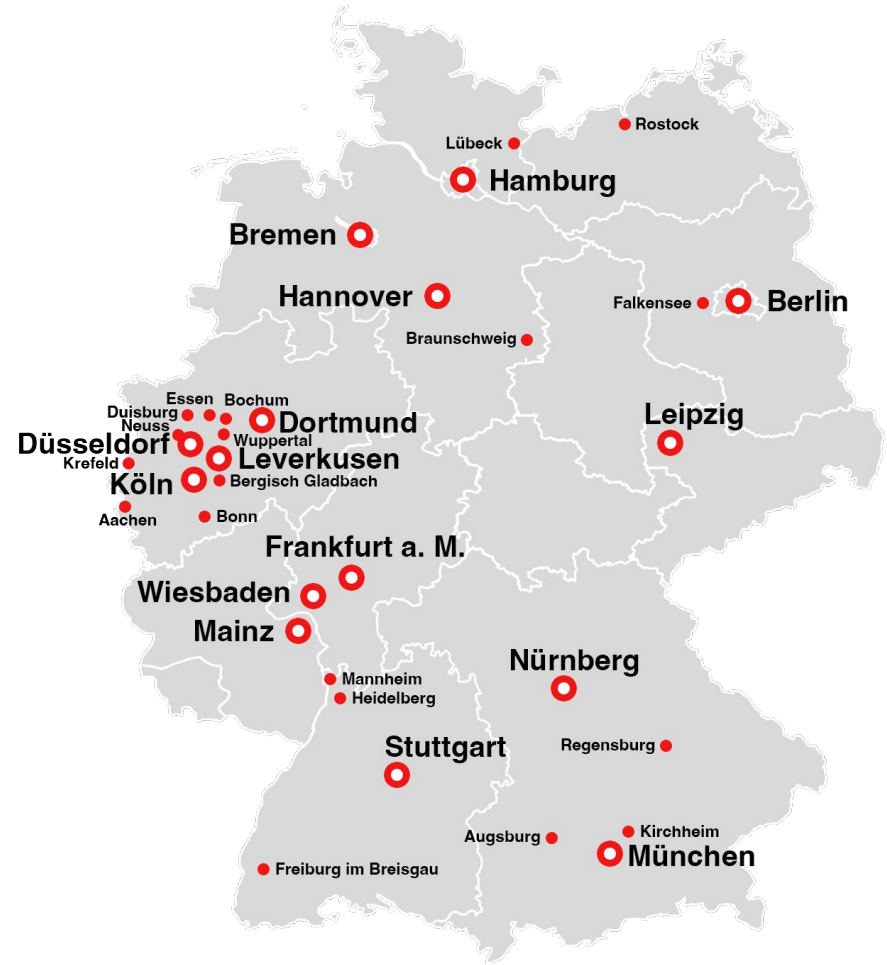 Rostock
Lübeck
Hamburg
Bremen
Hannover
Falkensee
Berlin
Braunschweig
Essen
Bochum
Duisburg
Dortmund
Neuss
Leipzig
Düsseldorf
Wuppertal
Krefeld
Leverkusen
Köln
Bergisch Gladbach
Aachen
Bonn
Frankfurt a. M.
Wiesbaden
Mainz
Nürnberg
Mannheim
Heidelberg
Stuttgart
Regensburg
Augsburg
Kirchheim
München
Freiburg im Breisgau